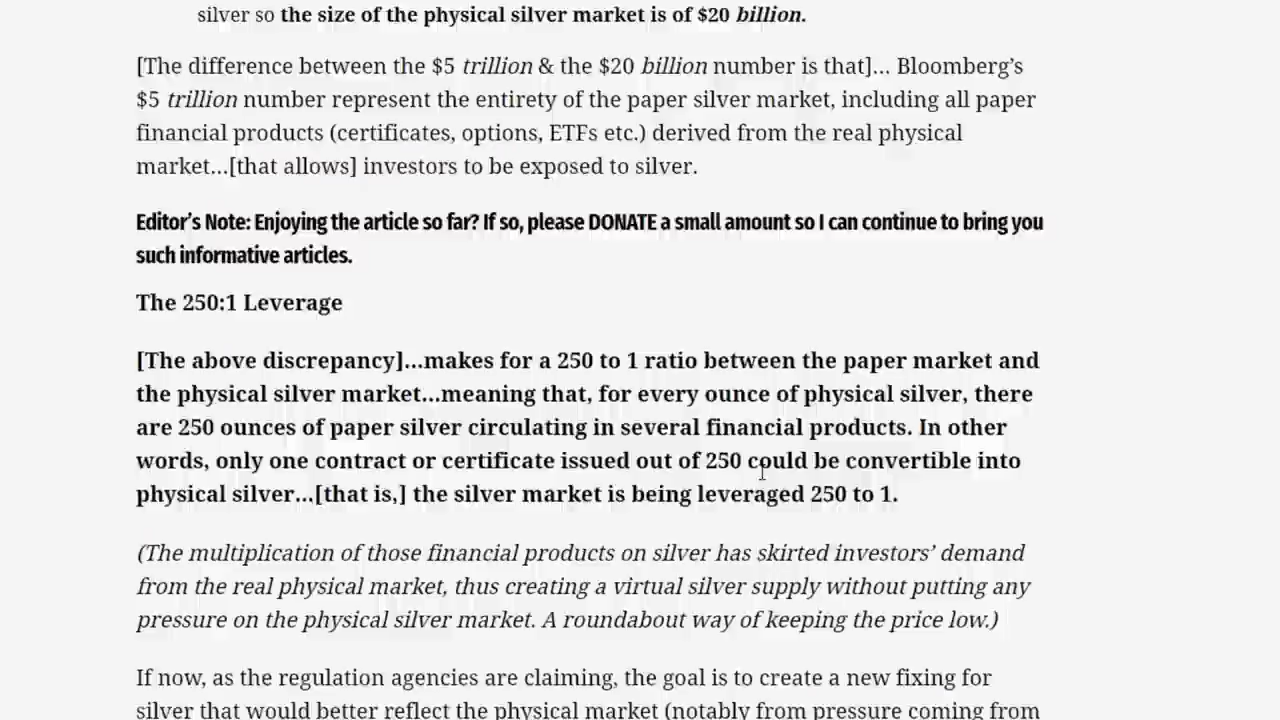 silver so the size of the physical silver market is of $20 billion.
[The difference between the $5 trillion & the $20 billion number is that]… Bloomberg’s
$5 trillion number represent the entirety of the paper silver market, including all paper
financial products (certificates, options, ETFs etc.) derived from the real physical
market…[that allows] investors to be exposed to silver.
Editor’s Note: Enjoying the article so far? If so, please DONATE a small amount so I can continue to bring you
such informative articles.
The 250:1 Leverage
[The above discrepancy]…makes for a 250 to 1 ratio between the paper market and
the physical silver market…meaning that, for every ounce of physical silver, there
are 250 ounces of paper silver circulating in several financial products. In other
words, only one contract or certificate issued out of 250 could be convertible into
physical silver…[that is,] the silver market is being leveraged 250 to 1.
(The multiplication of those financial products on silver has skirted investors’ demand
from the real physical market, thus creating a virtual silver supply without putting any
pressure on the physical silver market. A roundabout way of keeping the price low.)
If now, as the regulation agencies are claiming, the goal is to create a new fixing for
silver that would better reflect the physical market (notably from pressure coming from